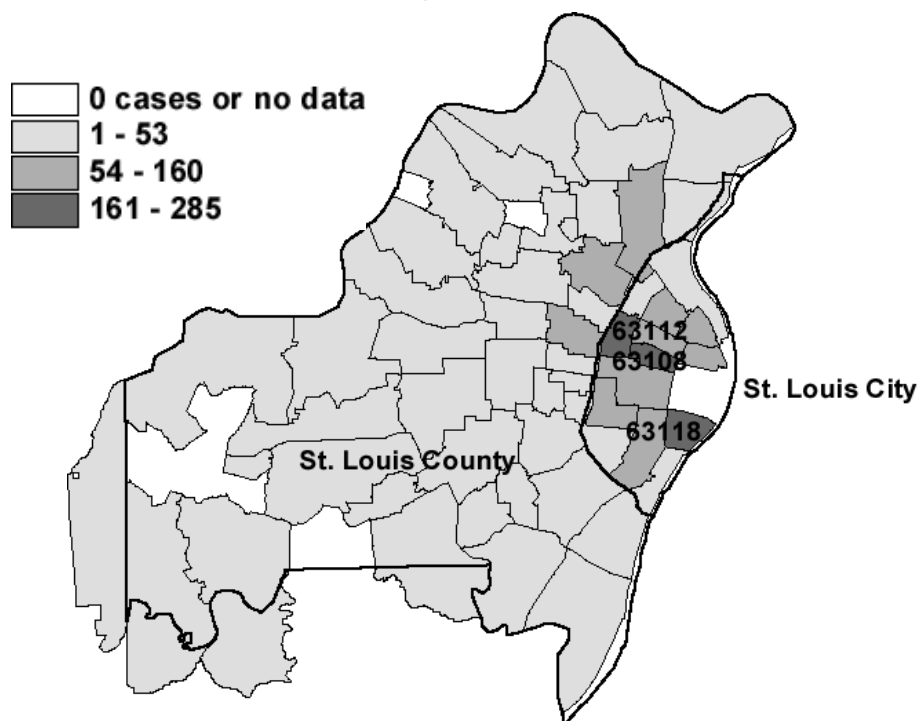 0 cases or no data
1 - 53
54 - 160
161 - 285
63112
63108
St. Louis City
63118
St. Louis County